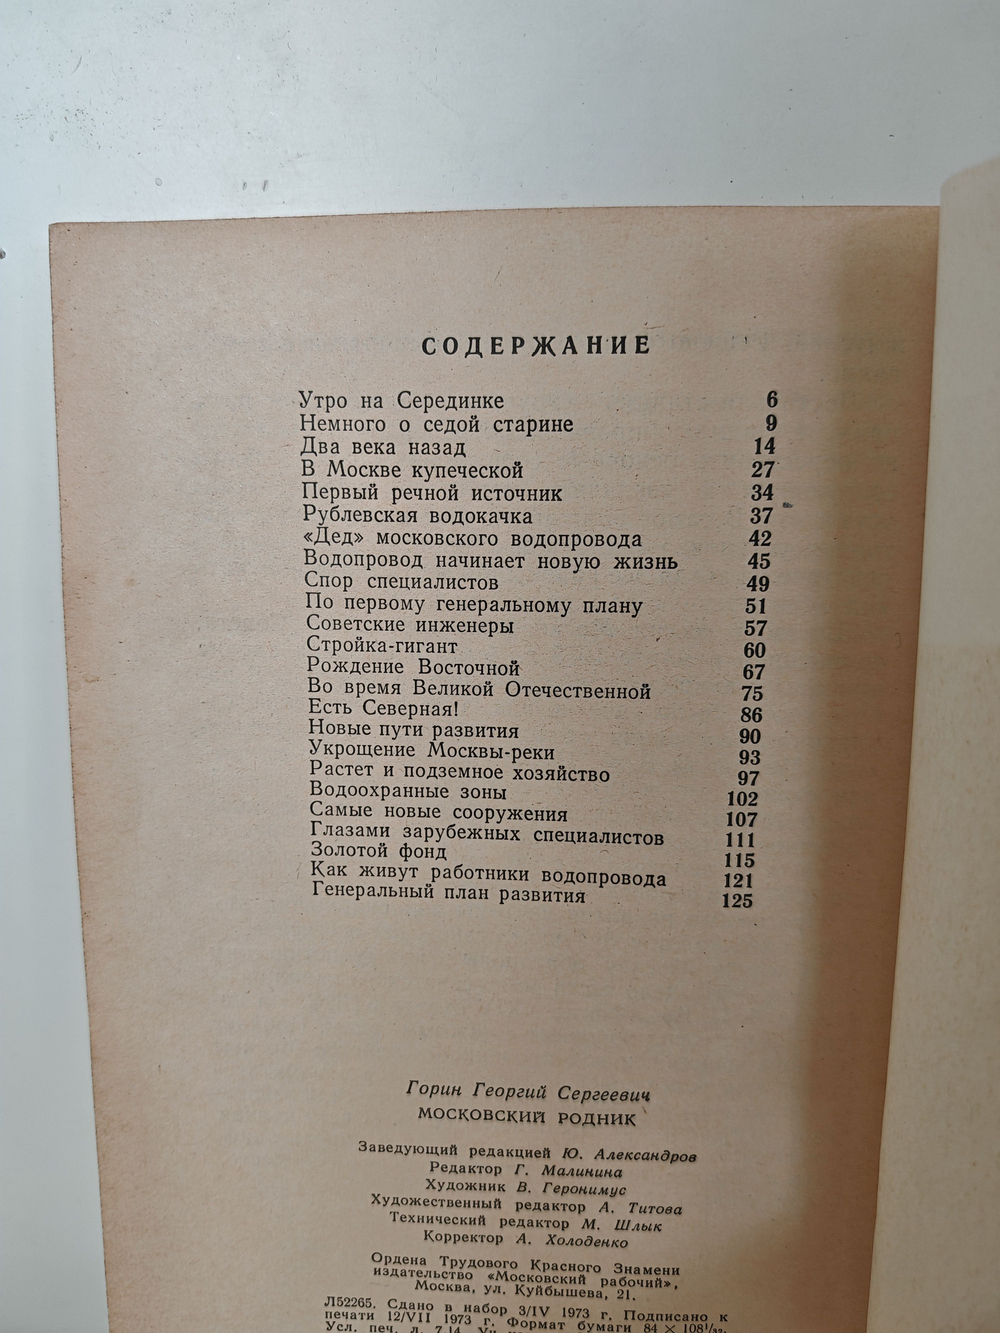 СОДЕРЖАНИЕ
Утро на Серединке 6
Немного о седой старине 9
Два века назад 14
В Москве купеческой 27
Первый речной источник 34
Рублевская водокачка 37
«Дед» московского водопровода 42
Водопровод начинает новую жизнь 45
Спор специалистов 49
По первому генеральному плану 51
Советские инженеры 57
Стройка-гигант 60
Рождение Восточной 67
Во время Великой Отечественной 75
Есть Северная! 86
Новые пути развития 90
Укрощение Москвы-реки 93
Растет и подземное хозяйство 97
Водоохранные зоны 102
Самые новые сооружения 107
Глазами зарубежных специалистов 111
Золотой фонд 115
Как живут работники водопровода 121
Генеральный план развития 125
Горин Георгий Сергеевич
МОСКОВСКИЙ РОДНИК
Заведующий редакцией Ю. Александров
Редактор Г. Малинина
Художник В. Геронимус
Художественный редактор А. Титова
Технический редактор М. Шлык
Корректор А. Холоденко
Ордена Трудового Красного Знамени
издательство «Московский рабочий»,
Москва, ул. Куйбышева, 21.
Л52265. Сдано в набор 3/IV 1973 г. Подписано к
печати 12/VII 1973 г. Формат бумаги 84 × 108¹/₃₂.
Усл. печ. л. 7,14.